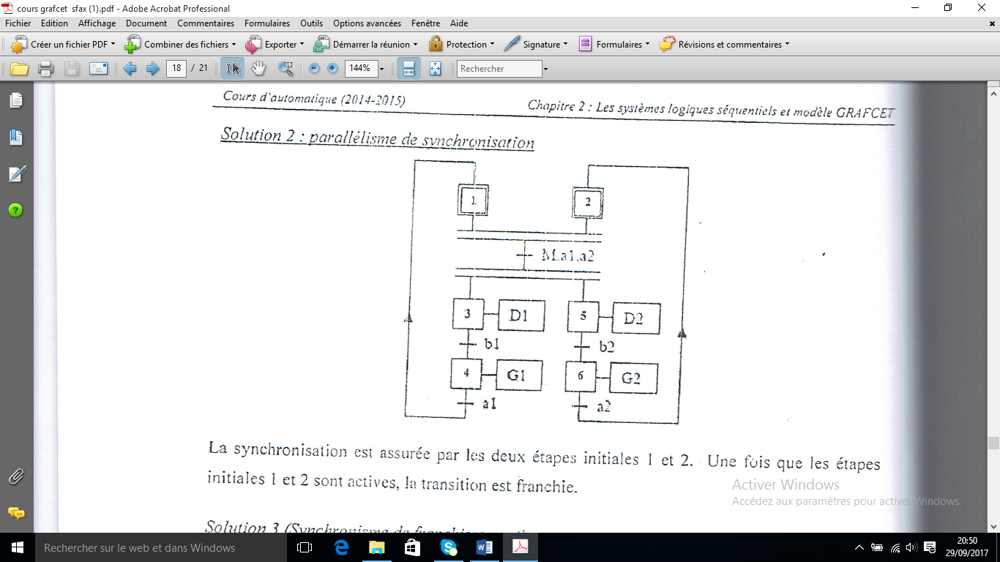 cours grafcet sfax (1).pdf - Adobe Acrobat Professional
Fichier Edition Affichage Document Commentaires Formulaires Outils Options avancées Fenêtre Aide
Créer un fichier PDF Combiner des fichiers Exporter Démarrer la réunion Protection Signature Formulaires Révisions et commentaires
18 / 21 144% Rechercher
Cours d'automatique (2014-2015) Chapitre 2 : Les systèmes logiques séquentiels et modèle GRAFCET
Solution 2 : parallélisme de synchronisation
1 2
M.a1.a2
3 D1 5 D2
b1 b2
4 G1 6 G2
a1 a2
La synchronisation est assurée par les deux étapes initiales 1 et 2. Une fois que les étapes
initiales 1 et 2 sont actives, la transition est franchie.
Activer Windows
Accédez aux paramètres pour activer Windows.
Solution 3 (Synchronisme de
Rechercher sur le web et dans Windows
20:50
29/09/2017